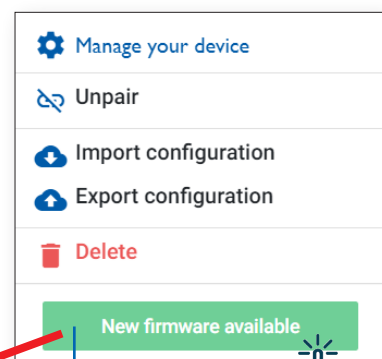 Manage your device
Unpair
Import configuration
Export configuration
Delete
New firmware available